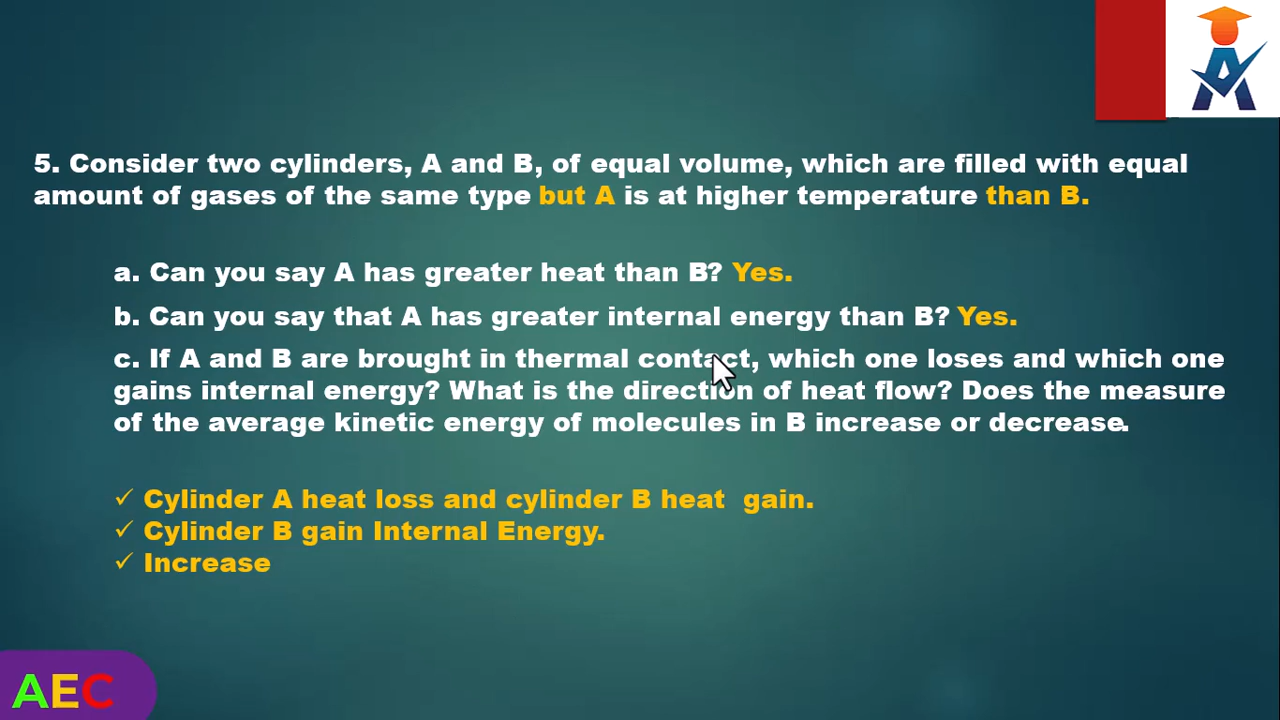 5. Consider two cylinders, A and B, of equal volume, which are filled with equal
amount of gases of the same type but A is at higher temperature than B.
a. Can you say A has greater heat than B? Yes.
b. Can you say that A has greater internal energy than B? Yes.
c. If A and B are brought in thermal contact, which one loses and which one
gains internal energy? What is the direction of heat flow? Does the measure
of the average kinetic energy of molecules in B increase or decrease.
✓ Cylinder A heat loss and cylinder B heat gain.
✓ Cylinder B gain Internal Energy.
✓ Increase
AEC